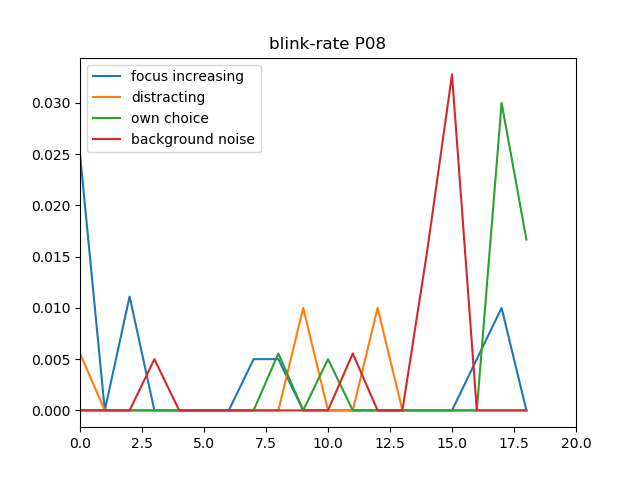 blink-rate P08
focus increasing
distracting
own choice
background noise
0.030
0.025
0.020
0.015
0.010
0.005
0.000
0.0 2.5 5.0 7.5 10.0 12.5 15.0 17.5 20.0